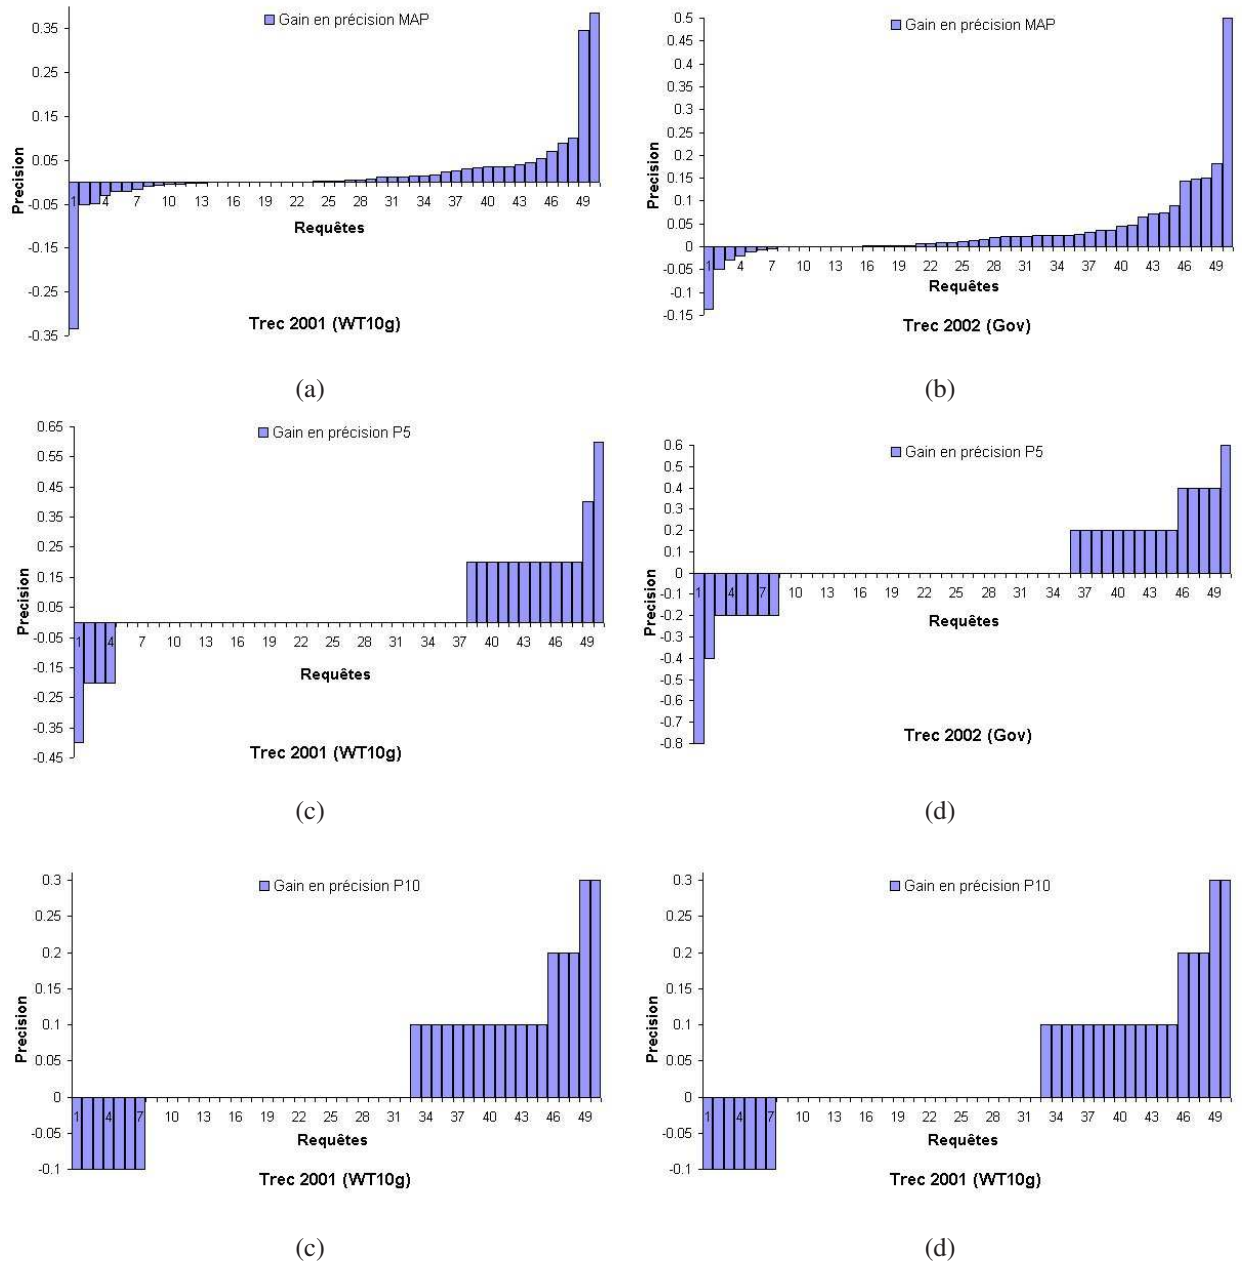 Gain en précision MAP
0.35
0.25
0.15
0.05
-0.05
-0.15
-0.25
-0.35
Precision
1 4 7 10 13 16 19 22 25 28 31 34 37 40 43 46 49
Requêtes
Trec 2001 (WT10g)
(a)
Gain en précision MAP
0.5
0.45
0.4
0.35
0.3
0.25
0.2
0.15
0.1
0.05
0
-0.05
-0.1
-0.15
Precision
1 4 7 10 13 16 19 22 25 28 31 34 37 40 43 46 49
Requêtes
Trec 2002 (Gov)
(b)
Gain en précision P5
0.65
0.55
0.45
0.35
0.25
0.15
0.05
-0.05
-0.15
-0.25
-0.35
-0.45
Precision
1 4 7 10 13 16 19 22 25 28 31 34 37 40 43 46 49
Requêtes
Trec 2001 (WT10g)
(c)
Gain en précision P5
0.6
0.5
0.4
0.3
0.2
0.1
0
-0.1
-0.2
-0.3
-0.4
-0.5
-0.6
-0.7
-0.8
Precision
1 4 7 10 13 16 19 22 25 28 31 34 37 40 43 46 49
Requêtes
Trec 2002 (Gov)
(d)
Gain en précision P10
0.3
0.25
0.2
0.15
0.1
0.05
0
-0.05
-0.1
Precision
1 4 7 10 13 16 19 22 25 28 31 34 37 40 43 46 49
Requêtes
Trec 2001 (WT10g)
(c)
Gain en précision P10
0.3
0.25
0.2
0.15
0.1
0.05
0
-0.05
-0.1
Precision
1 4 7 10 13 16 19 22 25 28 31 34 37 40 43 46 49
Requêtes
Trec 2001 (WT10g)
(d)